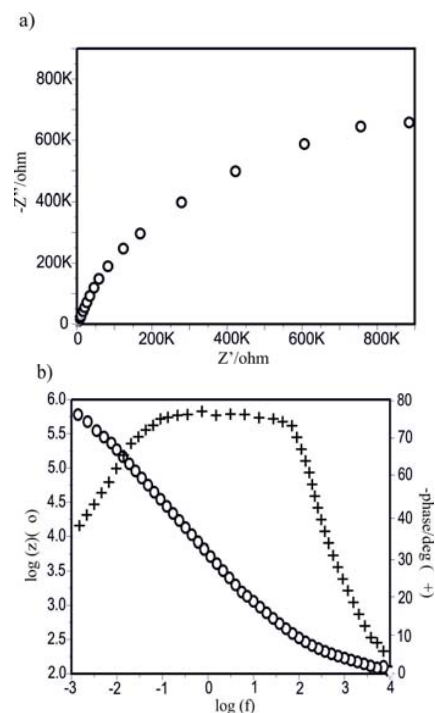 a)
800K
600K
400K
200K
0
-Z''/ohm
0
200K
400K
600K
800K
Z'/ohm
b)
6.0
5.5
5.0
4.5
4.0
3.5
3.0
2.5
2.0
log (z)( o)
80
70
60
40
30
20
10
0
-phase/deg ( +)
-3
-2
-1
0
1
2
3
4
log (f)